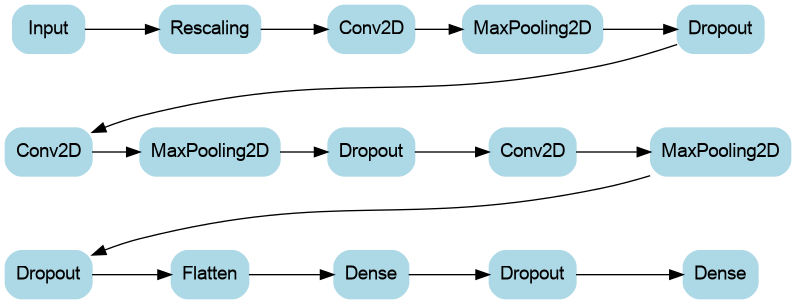 Input Rescaling Conv2D MaxPooling2D Dropout
Conv2D MaxPooling2D Dropout Conv2D MaxPooling2D
Dropout Flatten Dense Dropout Dense